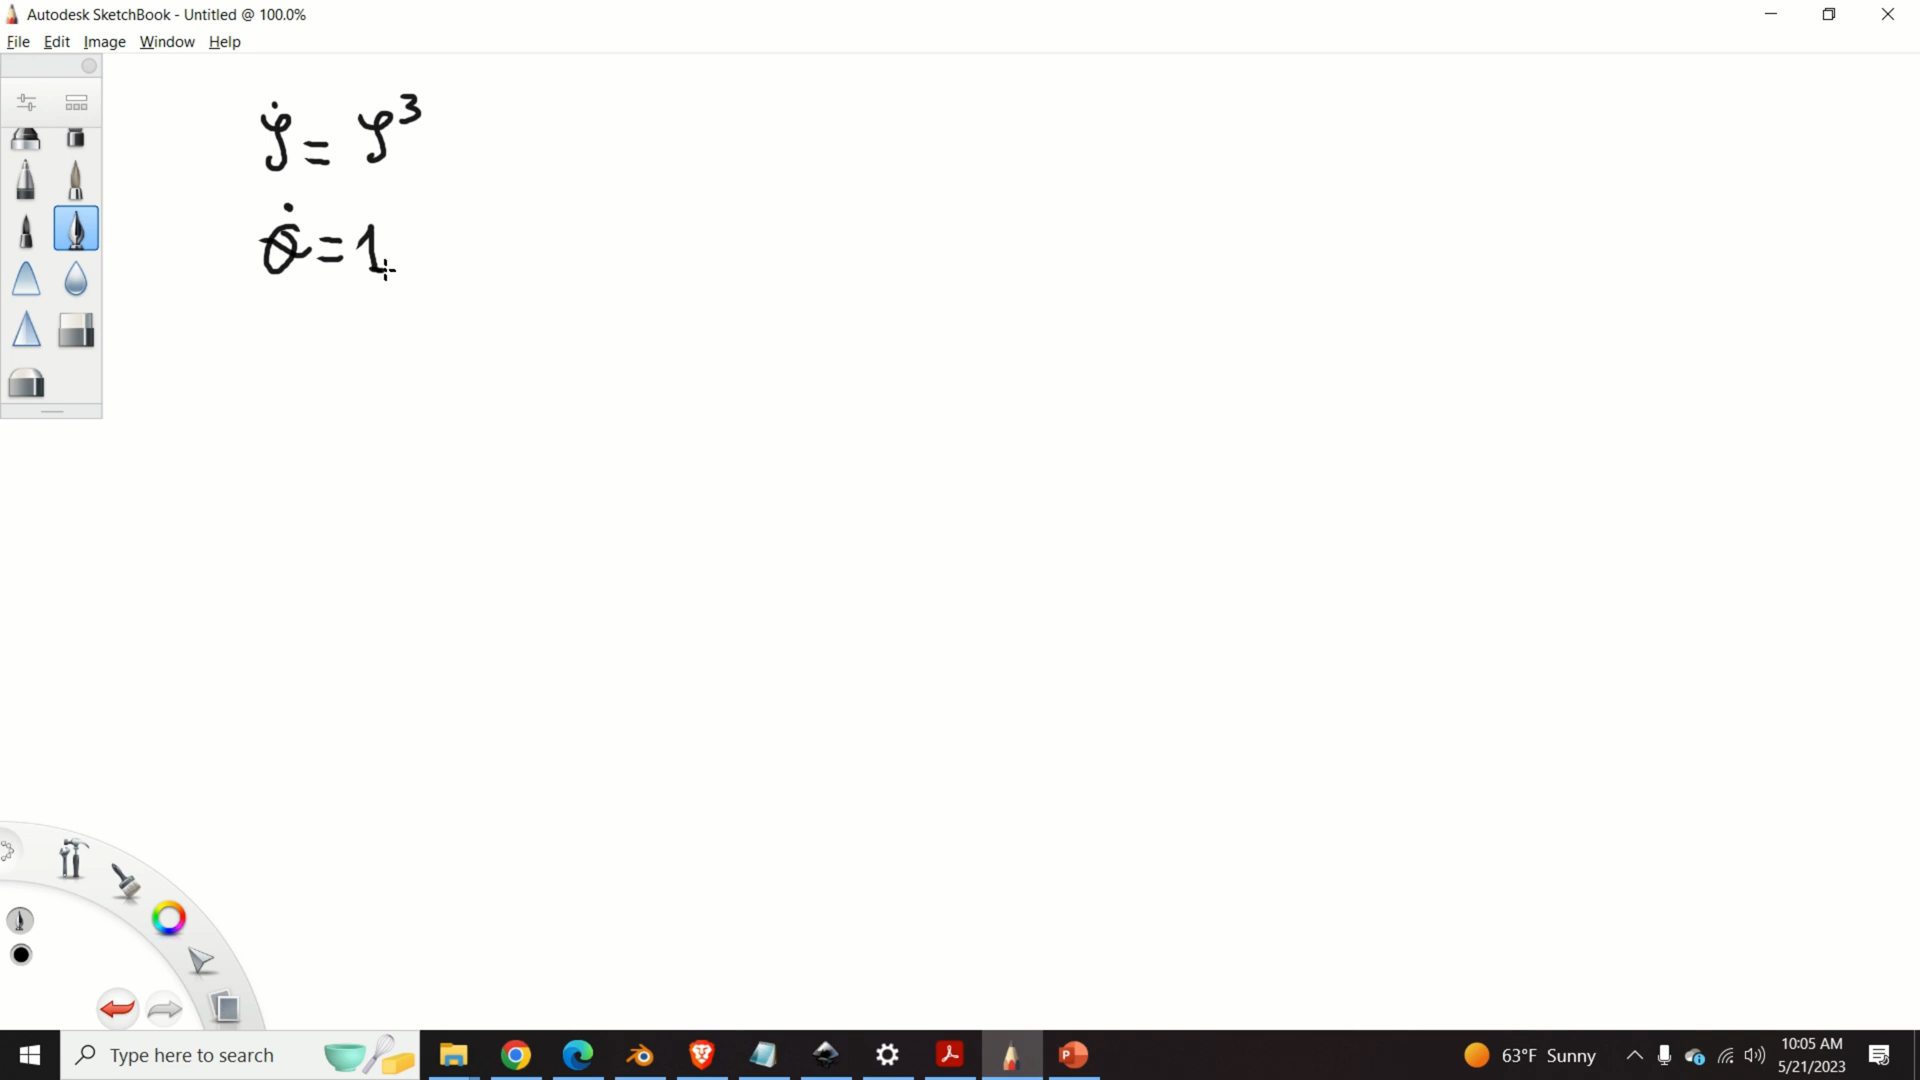 Autodesk SketchBook - Untitled @ 100.0%
File Edit Image Window Help
ρ̇ = ρ³
θ̇ = 1
Type here to search
63°F Sunny
10:05 AM
5/21/2023